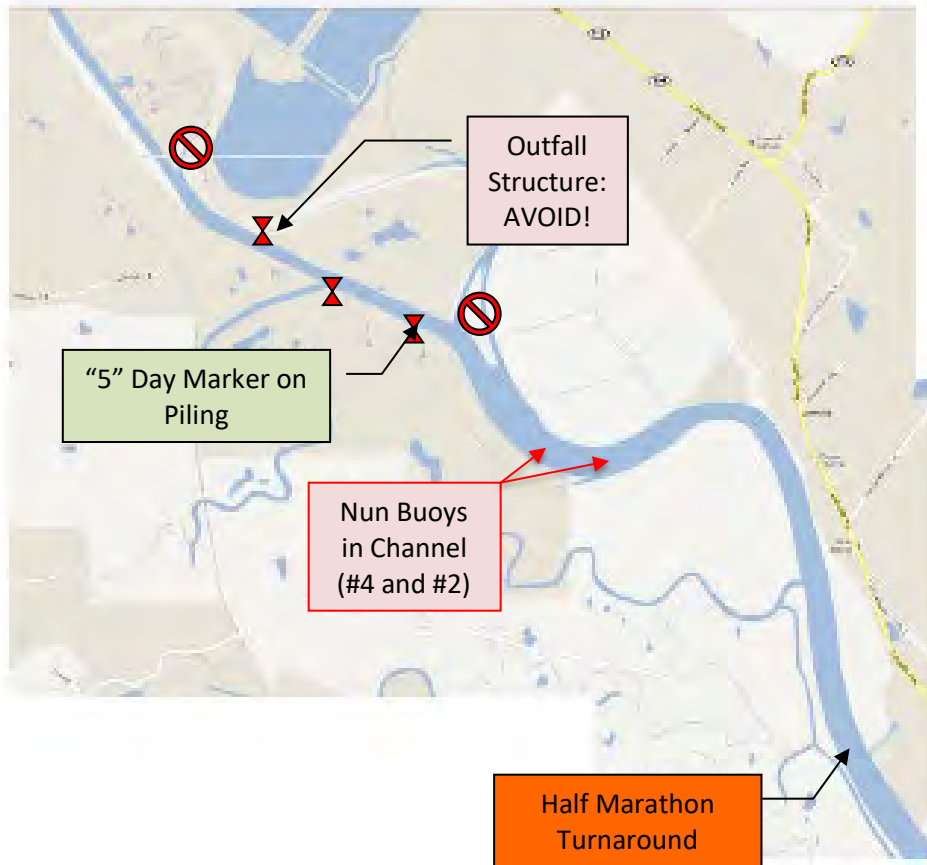 Outfall
Structure:
AVOID!
“5” Day Marker on
Piling
Nun Buoys
in Channel
(#4 and #2)
Half Marathon
Turnaround